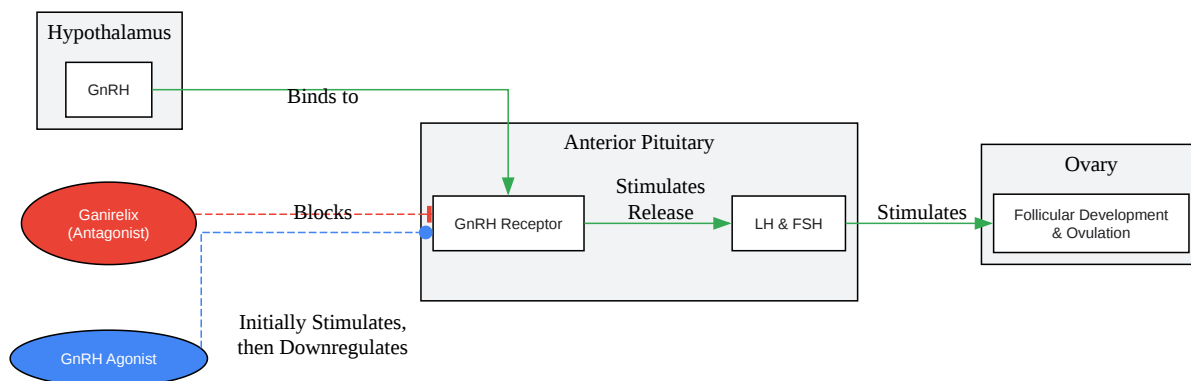 Hypothalamus
GnRH
Binds to
Anterior Pituitary
Ovary
Ganirelix
(Antagonist)
Blocks
GnRH Receptor
Stimulates
Release
LH & FSH
Stimulates
Follicular Development
& Ovulation
Initially Stimulates,
then Downregulates
GnRH Agonist